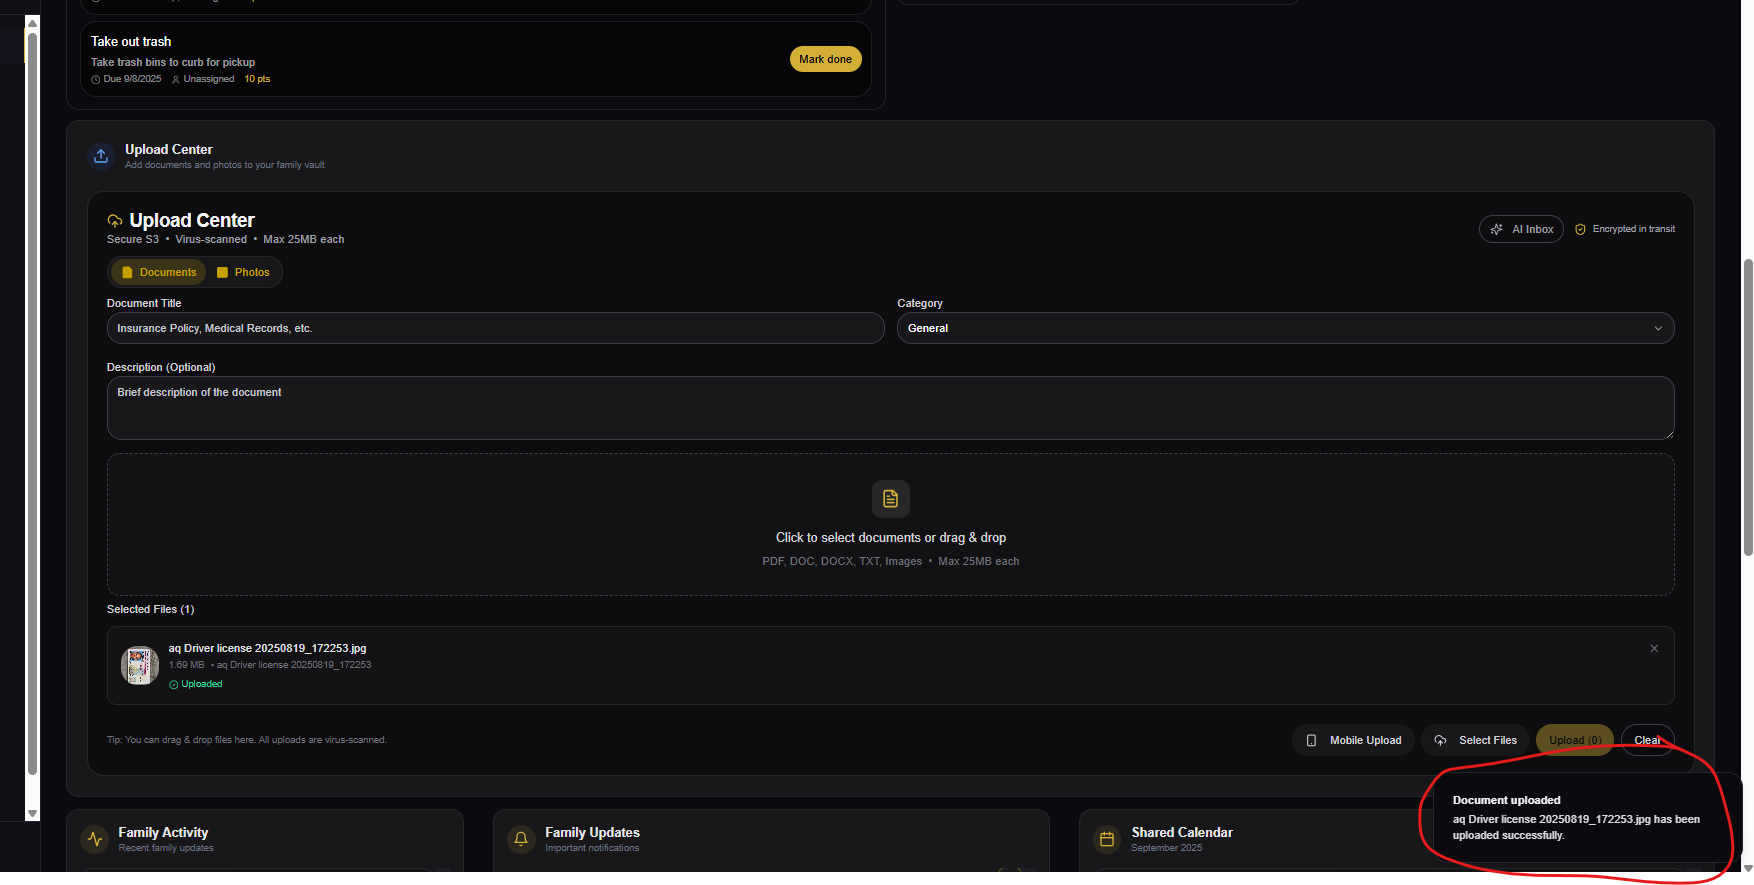 Take out trash
Take trash bins to curb for pickup
Due 9/8/2025 Unassigned 10 pts
Mark done
Upload Center
Add documents and photos to your family vault
Upload Center
Secure S3 • Virus-scanned • Max 25MB each
AI Inbox
Encrypted in transit
Documents Photos
Document Title
Insurance Policy, Medical Records, etc.
Category
General
Description (Optional)
Brief description of the document
Click to select documents or drag & drop
PDF, DOC, DOCX, TXT, Images • Max 25MB each
Selected Files (1)
aq Driver license 20250819_172253.jpg
1.69 MB • aq Driver license 20250819_172253
Uploaded
Tip: You can drag & drop files here. All uploads are virus-scanned.
Mobile Upload
Select Files
Upload (0)
Clear
Document uploaded
aq Driver license 20250819_172253.jpg has been
uploaded successfully.
Family Activity
Recent family updates
Family Updates
Important notifications
Shared Calendar
September 2025